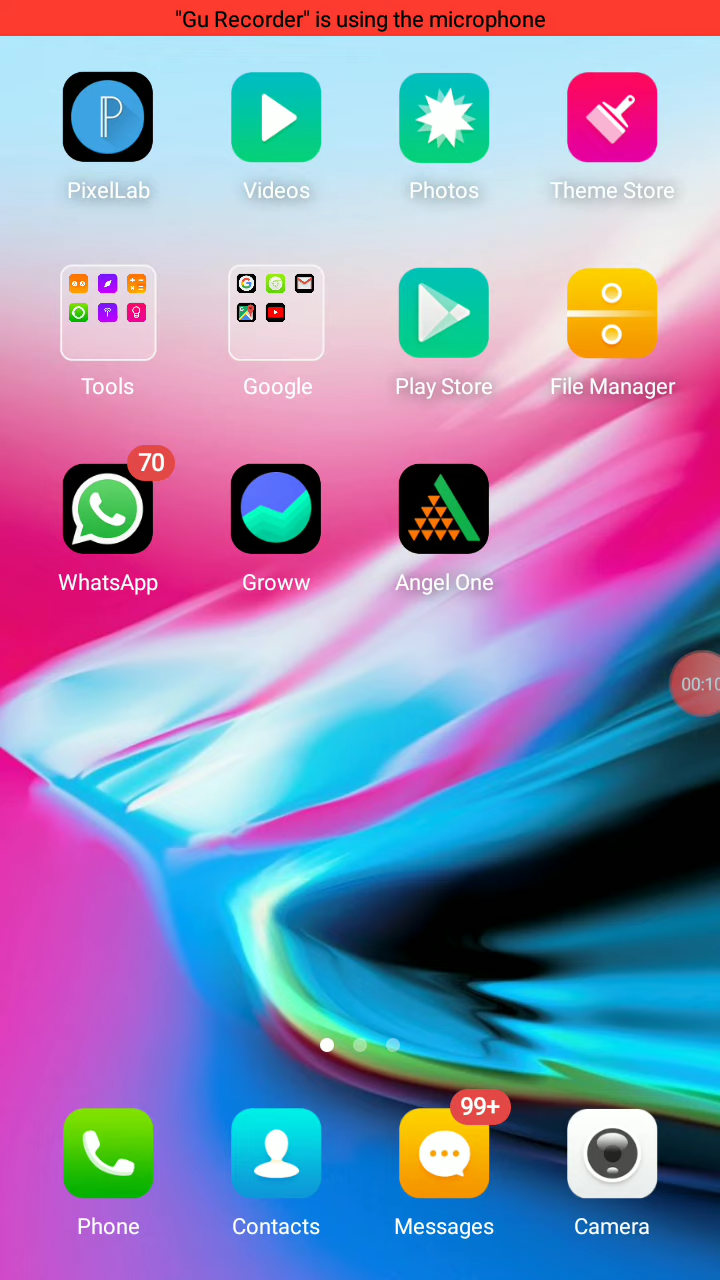 "Gu Recorder" is using the microphone
PixelLab
Videos
Photos
Theme Store
Tools
Google
Play Store
File Manager
70
WhatsApp
Groww
Angel One
00:10
99+
Phone
Contacts
Messages
Camera